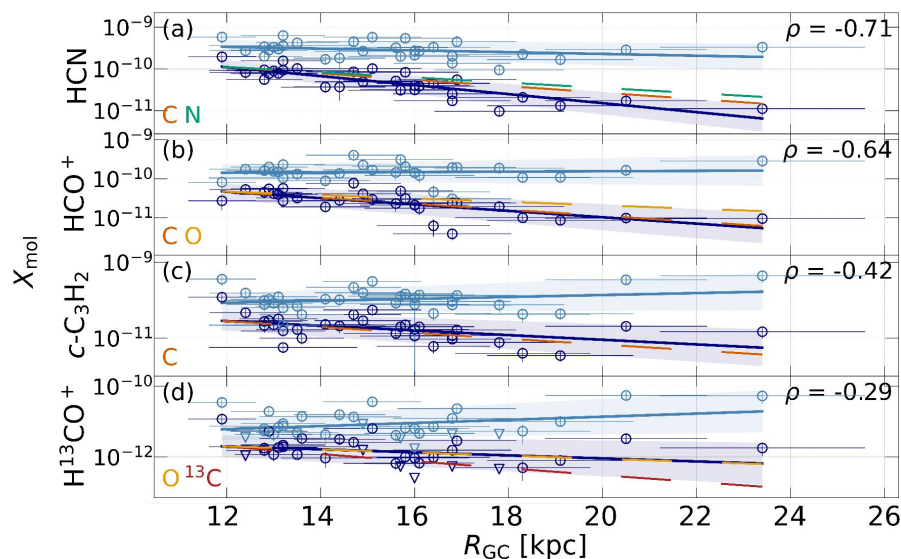 (a)
ρ = -0.71
10⁻⁹
10⁻¹⁰
10⁻¹¹
HCN
C N
(b)
ρ = -0.64
10⁻⁹
10⁻¹⁰
10⁻¹¹
HCO⁺
C O
(c)
ρ = -0.42
10⁻⁹
10⁻¹¹
c-C₃H₂
C
(d)
ρ = -0.29
10⁻¹⁰
10⁻¹²
H¹³CO⁺
O ¹³C
X_mol
12 14 16 18 20 22 24 26
R_GC [kpc]